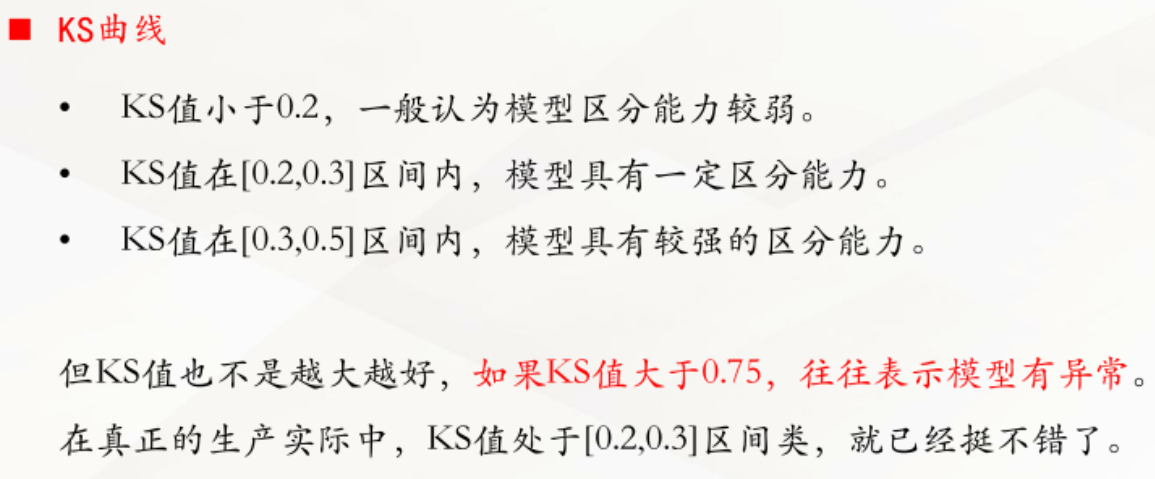 ■ KS曲线
• KS值小于0.2，一般认为模型区分能力较弱。
• KS值在[0.2,0.3]区间内，模型具有一定区分能力。
• KS值在[0.3,0.5]区间内，模型具有较强的区分能力。
但KS值也不是越大越好，如果KS值大于0.75，往往表示模型有异常。
在真正的生产实际中，KS值处于[0.2,0.3]区间类，就已经挺不错了。